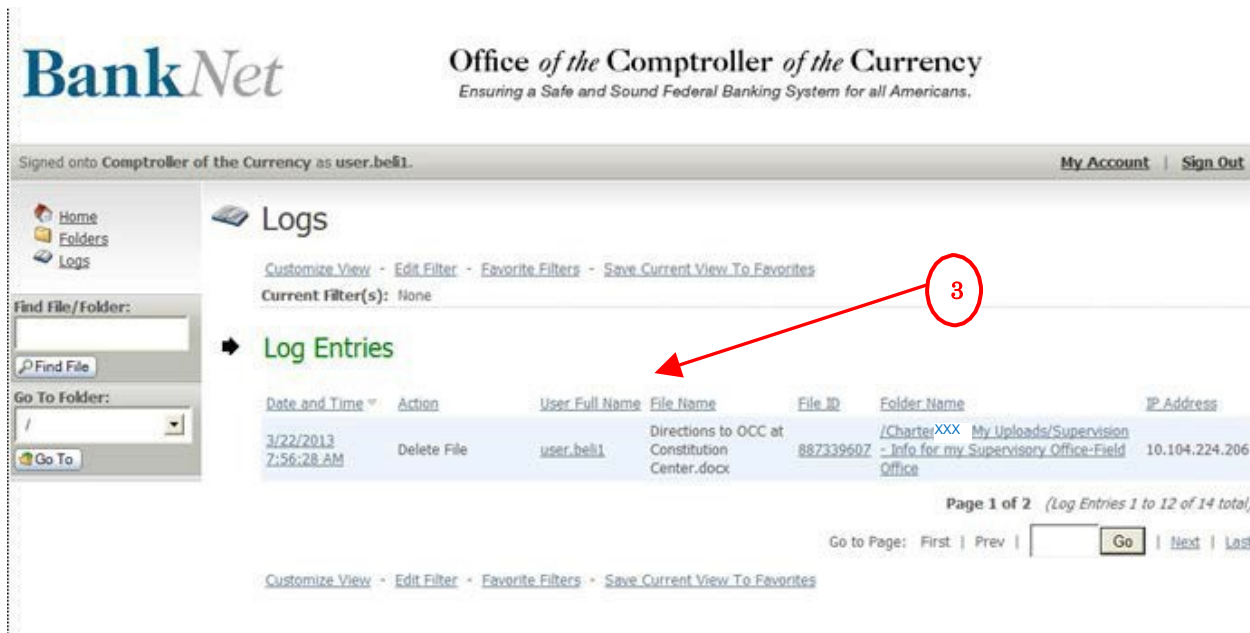 BankNet
Office of the Comptroller of the Currency
Ensuring a Safe and Sound Federal Banking System for all Americans.
Signed onto Comptroller of the Currency as user.beli1.
My Account | Sign Out
Home
Folders
Logs
Find File/Folder:
Find File
Go To Folder:
/
Go To
Logs
Customize View - Edit Filter - Favorite Filters - Save Current View To Favorites
Current Filter(s): None
3
Log Entries
Date and Time Action User Full Name File Name File ID Folder Name IP Address
3/22/2013
7:56:28 AM
Delete File
user.beli1
Directions to OCC at
Constitution
Center.docx
887339607
/Charter XXX My Uploads/Supervision
- Info for my Supervisory Office-Field
Office
10.104.224.206
Page 1 of 2 (Log Entries 1 to 12 of 14 total)
Go to Page: First | Prev | Go | Next | Last
Customize View - Edit Filter - Favorite Filters - Save Current View To Favorites